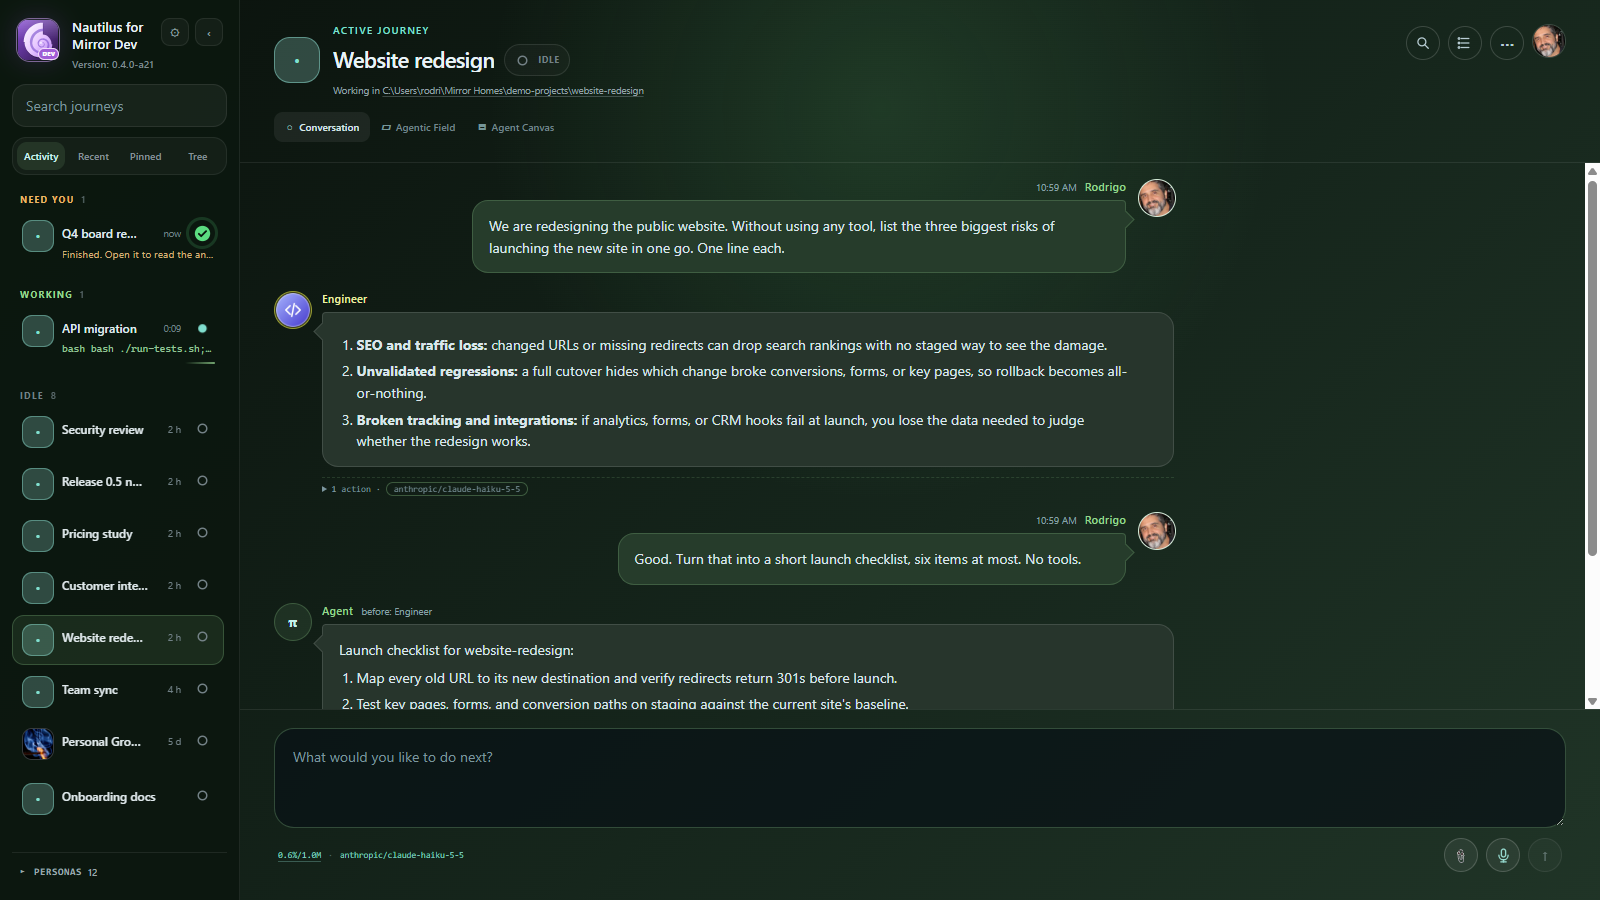 Nautilus for
Mirror Dev
DEV
Version: 0.4.0-a21
Search journeys
Activity Recent Pinned Tree
NEED YOU 1
Q4 board re... now
Finished. Open it to read the an...
WORKING 1
API migration 0:09
bash bash ./run-tests.sh;…
IDLE 8
Security review 2 h
Release 0.5 n... 2 h
Pricing study 2 h
Customer inte... 2 h
Website rede... 2 h
Team sync 4 h
Personal Gro... 5 d
Onboarding docs
PERSONAS 12
ACTIVE JOURNEY
Website redesign IDLE
Working in C:\Users\rodri\Mirror Homes\demo-projects\website-redesign
Conversation Agentic Field Agent Canvas
10:59 AM Rodrigo
We are redesigning the public website. Without using any tool, list the three biggest risks of
launching the new site in one go. One line each.
Engineer
1. SEO and traffic loss: changed URLs or missing redirects can drop search rankings with no staged way to see the damage.
2. Unvalidated regressions: a full cutover hides which change broke conversions, forms, or key pages, so rollback becomes all-
or-nothing.
3. Broken tracking and integrations: if analytics, forms, or CRM hooks fail at launch, you lose the data needed to judge
whether the redesign works.
1 action · anthropic/claude-haiku-5-5
10:59 AM Rodrigo
Good. Turn that into a short launch checklist, six items at most. No tools.
π
Agent before: Engineer
Launch checklist for website-redesign:
1. Map every old URL to its new destination and verify redirects return 301s before launch.
2. Test key pages, forms, and conversion paths on staging against the current site's baseline.
What would you like to do next?
0.6%/1.0M · anthropic/claude-haiku-5-5